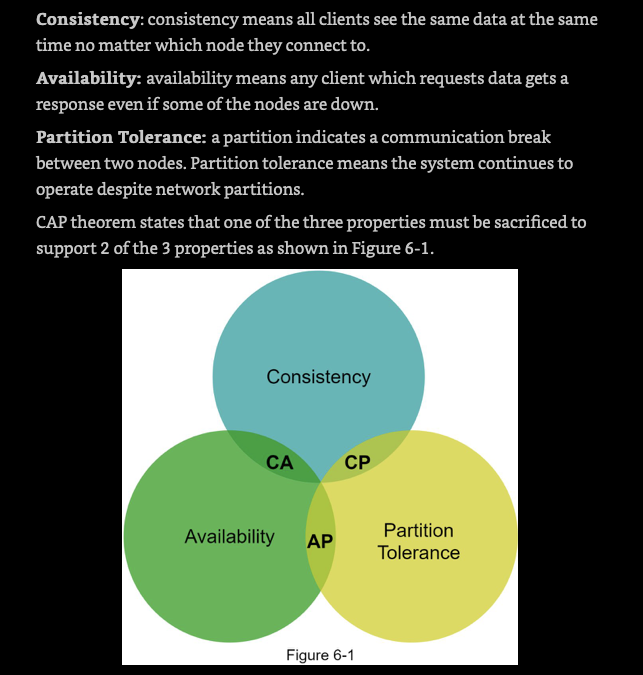 Consistency: consistency means all clients see the same data at the same
time no matter which node they connect to.
Availability: availability means any client which requests data gets a
response even if some of the nodes are down.
Partition Tolerance: a partition indicates a communication break
between two nodes. Partition tolerance means the system continues to
operate despite network partitions.
CAP theorem states that one of the three properties must be sacrificed to
support 2 of the 3 properties as shown in Figure 6-1.
Consistency
CA
CP
Availability
AP
Partition
Tolerance
Figure 6-1